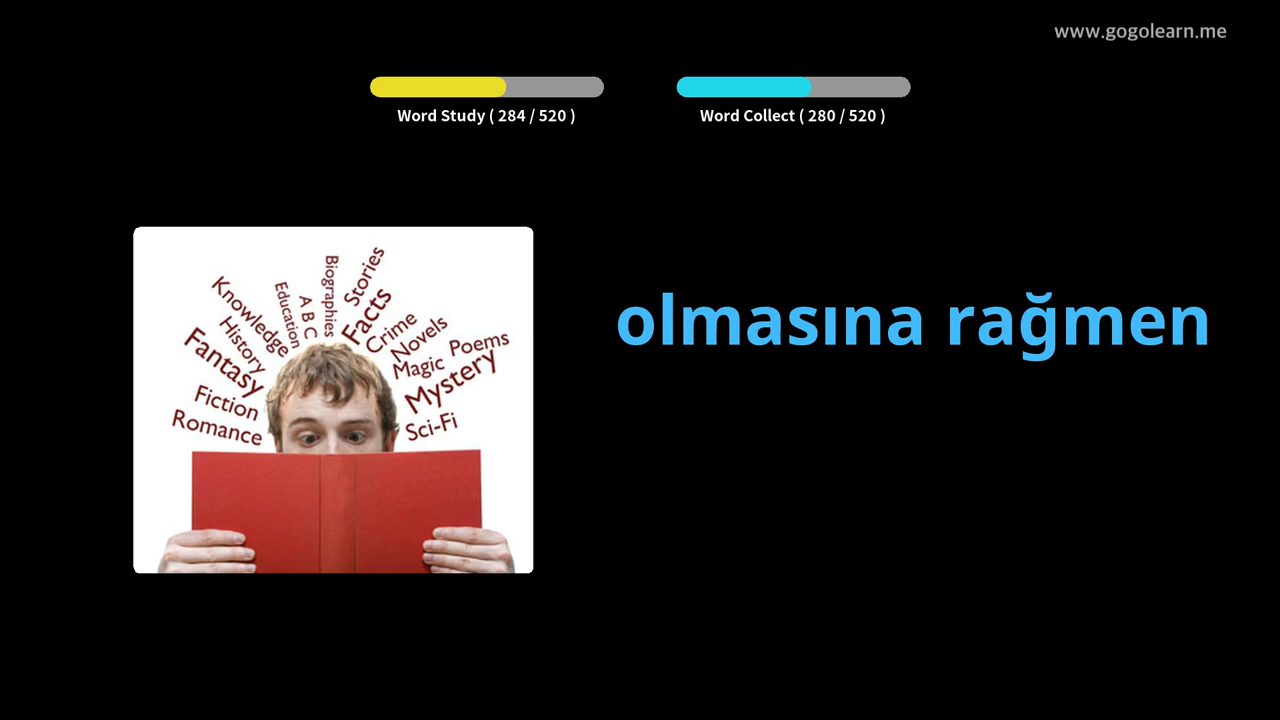 www.gogolearn.me
Word Study ( 284 / 520 )
Word Collect ( 280 / 520 )
olmasına rağmen
Biographies
Stories
Knowledge
Education
A B C
Facts
History
Crime
Novels
Fantasy
Magic
Poems
Mystery
Fiction
Romance
Sci-Fi